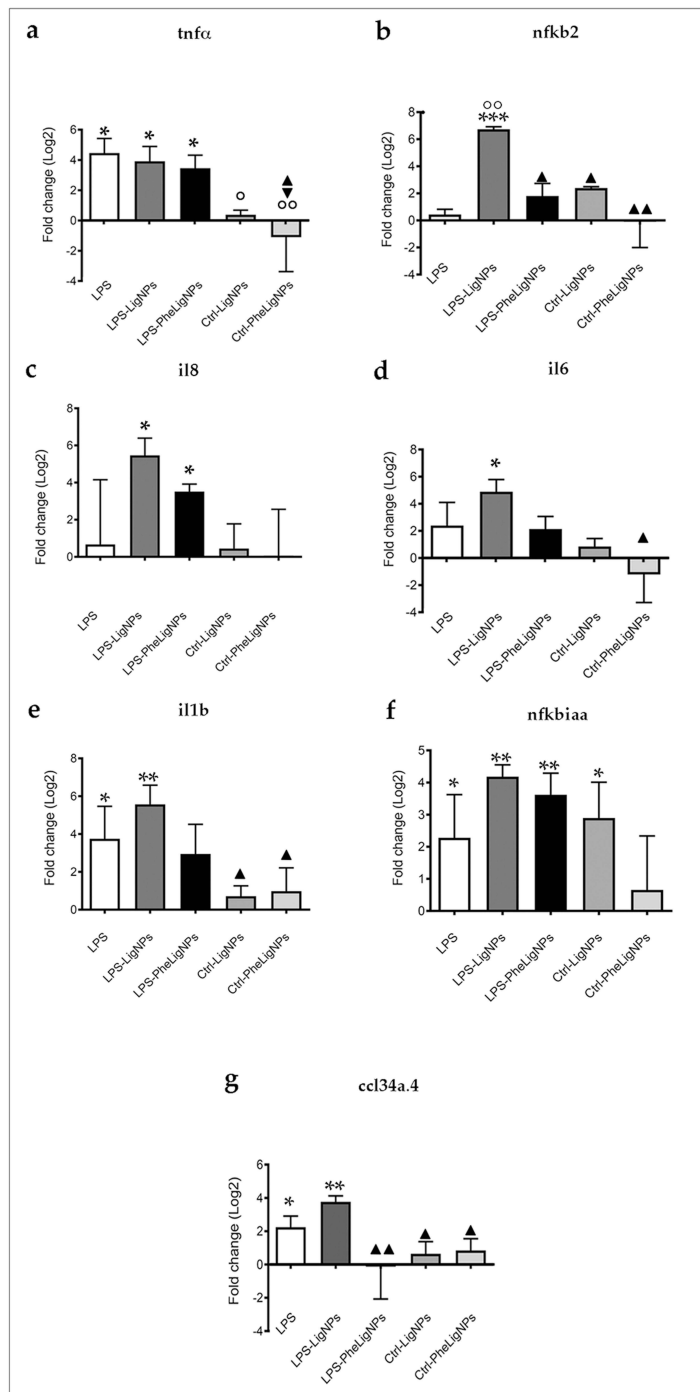 a
tnfα
Fold change (Log2)
6
4
2
0
-2
-4
*
*
*
○
▲
▼
○○
LPS
LPS-LigNPs
LPS-PheLigNPs
Ctrl-LigNPs
Ctrl-PheLigNPs
b
nfkb2
Fold change (Log2)
8
6
4
2
0
-2
-4
○○
***
▲
▲
▲▲
LPS
LPS-LigNPs
LPS-PheLigNPs
Ctrl-LigNPs
Ctrl-PheLigNPs
c
il8
Fold change (Log2)
8
6
4
2
0
*
*
LPS
LPS-LigNPs
LPS-PheLigNPs
Ctrl-LigNPs
Ctrl-PheLigNPs
d
il6
Fold change (Log2)
8
6
4
2
0
-2
-4
*
▲
LPS
LPS-LigNPs
LPS-PheLigNPs
Ctrl-LigNPs
Ctrl-PheLigNPs
e
il1b
Fold change (Log2)
8
6
4
2
0
*
**
▲
▲
LPS
LPS-LigNPs
LPS-PheLigNPs
Ctrl-LigNPs
Ctrl-PheLigNPs
f
nfkbiaa
Fold change (Log2)
5
4
3
2
1
0
*
**
**
*
LPS
LPS-LigNPs
LPS-PheLigNPs
Ctrl-LigNPs
Ctrl-PheLigNPs
g
ccl34a.4
Fold change (Log2)
6
4
2
0
-2
-4
*
**
▲▲
▲
▲
LPS
LPS-LigNPs
LPS-PheLigNPs
Ctrl-LigNPs
Ctrl-PheLigNPs